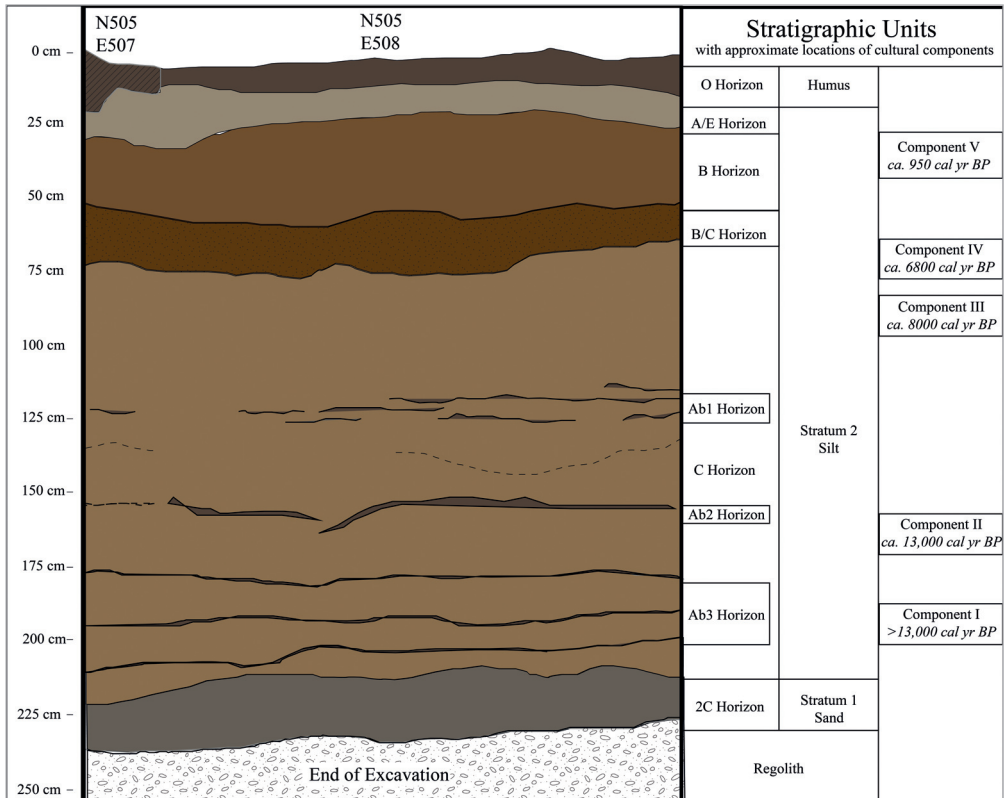 N505
E507
N505
E508
0 cm
25 cm
50 cm
75 cm
100 cm
125 cm
150 cm
175 cm
200 cm
225 cm
250 cm
End of Excavation
Stratigraphic Units
with approximate locations of cultural components
O Horizon
Humus
A/E Horizon
B Horizon
B/C Horizon
Ab1 Horizon
C Horizon
Ab2 Horizon
Ab3 Horizon
2C Horizon
Stratum 2
Silt
Stratum 1
Sand
Regolith
Component V
ca. 950 cal yr BP
Component IV
ca. 6800 cal yr BP
Component III
ca. 8000 cal yr BP
Component II
ca. 13,000 cal yr BP
Component I
>13,000 cal yr BP